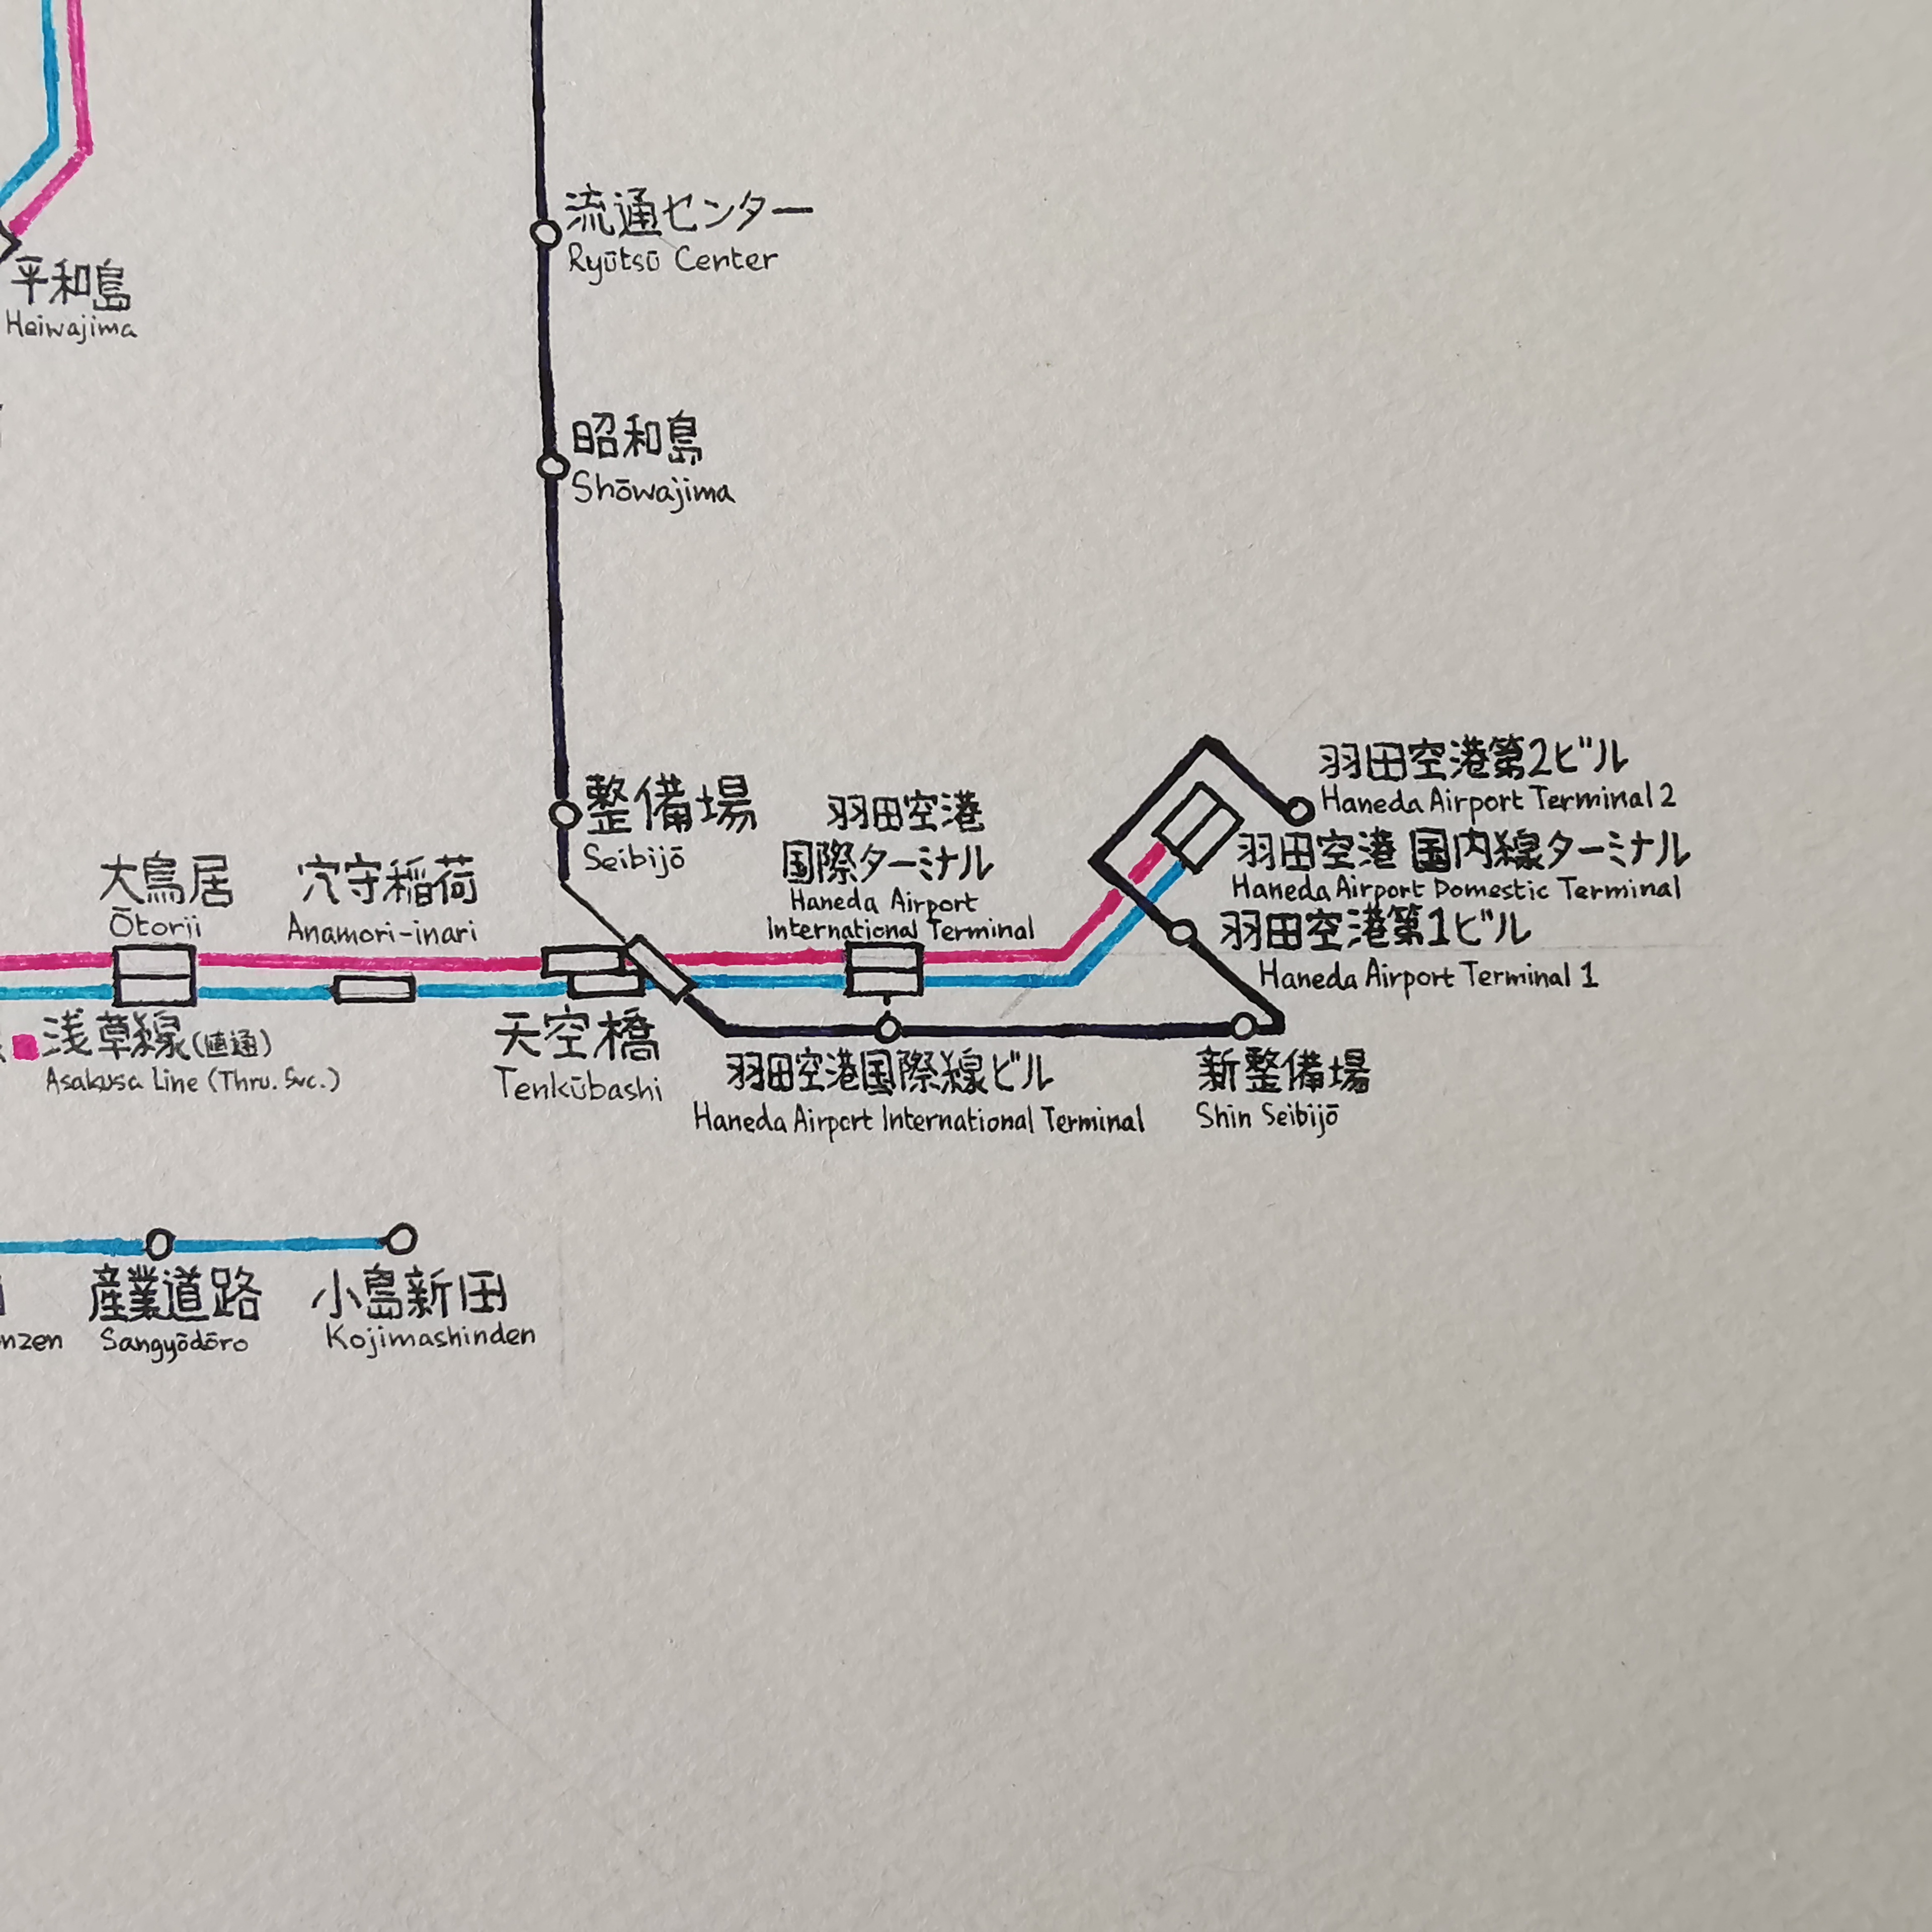 流通センター
Ryūtsū Center
平和島
Heiwajima
昭和島
Shōwajima
整備場
Seibijō
羽田空港
国際ターミナル
Haneda Airport
International Terminal
羽田空港第2ビル
Haneda Airport Terminal 2
羽田空港 国内線ターミナル
Haneda Airport Domestic Terminal
羽田空港第1ビル
Haneda Airport Terminal 1
大鳥居
Ōtorii
穴守稲荷
Anamori-inari
浅草線(直通)
Asakusa Line (Thru. Svc.)
天空橋
Tenkūbashi
羽田空港国際線ビル
Haneda Airport International Terminal
新整備場
Shin Seibijō
nzen
産業道路
Sangyōdōro
小島新田
Kojimashinden